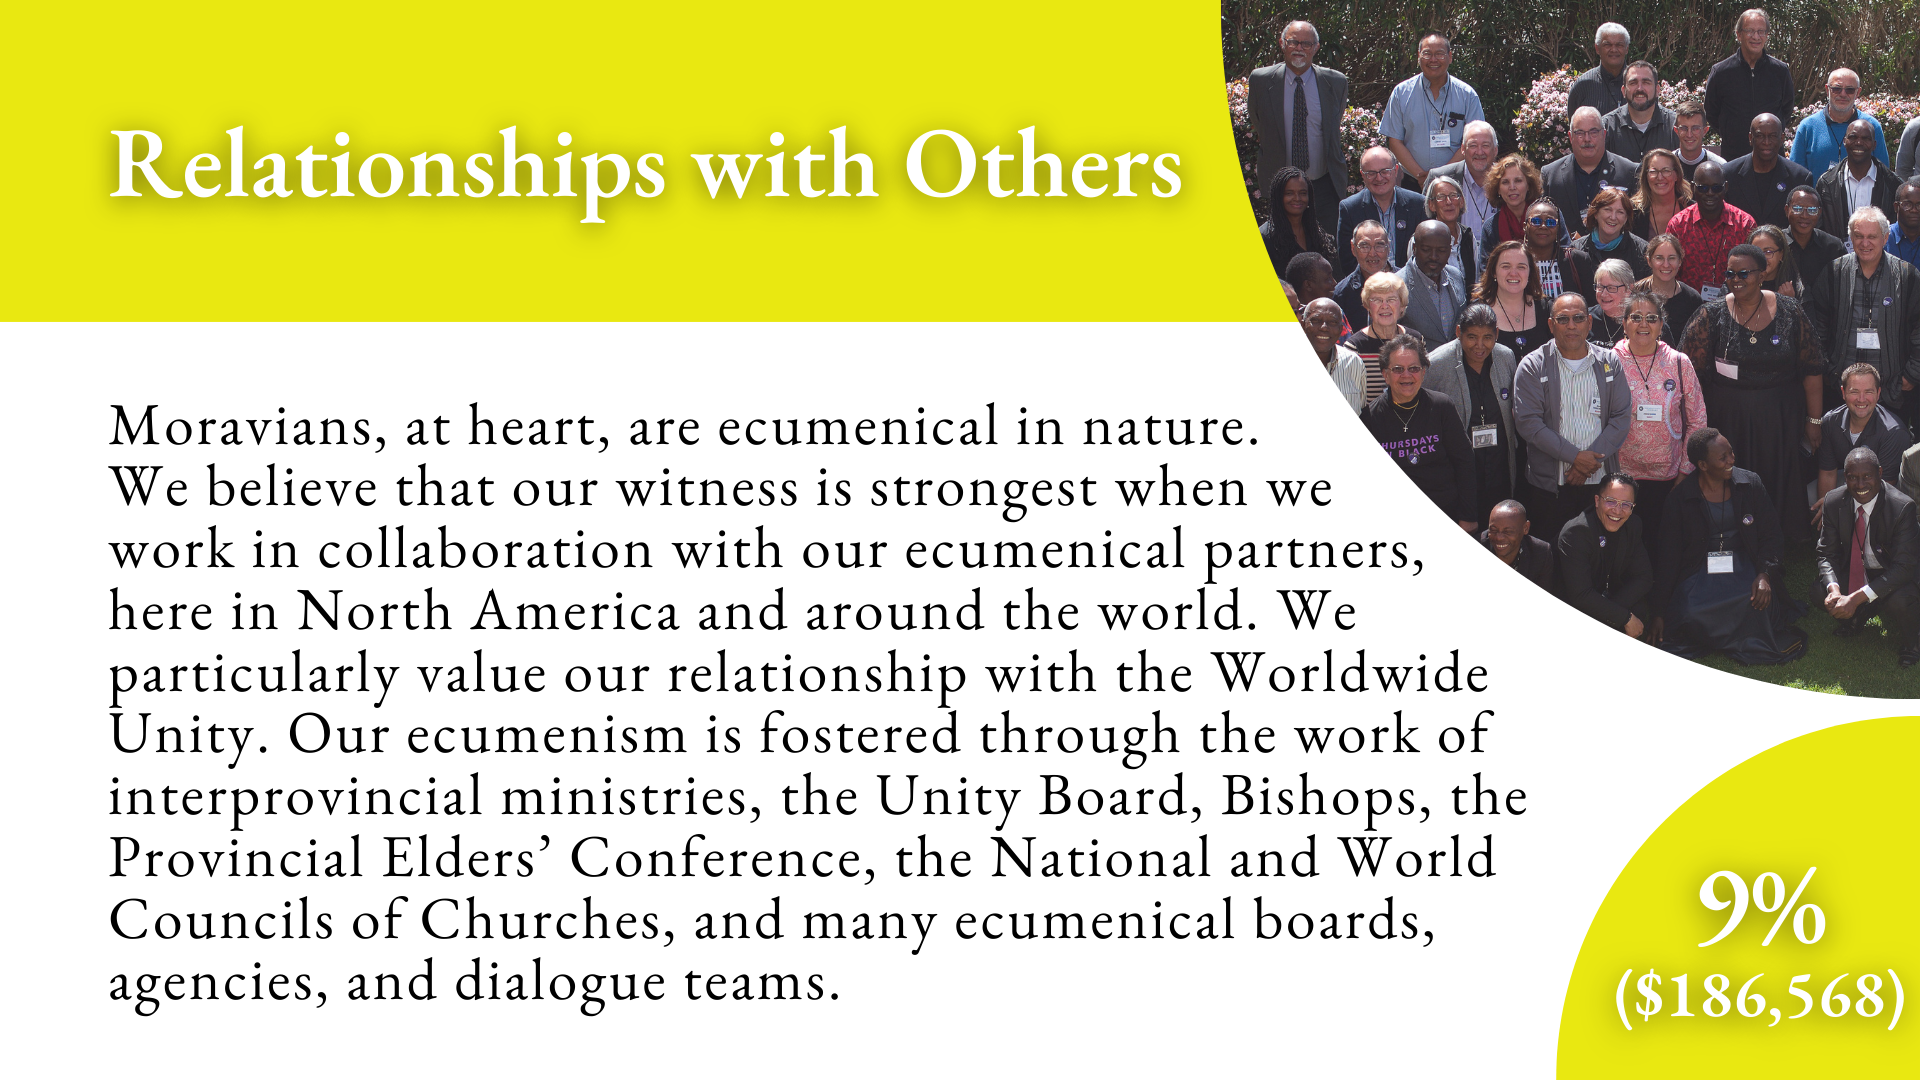 Relationships with Others
Moravians, at heart, are ecumenical in nature.
We believe that our witness is strongest when we
work in collaboration with our ecumenical partners,
here in North America and around the world. We
particularly value our relationship with the Worldwide
Unity. Our ecumenism is fostered through the work of
interprovincial ministries, the Unity Board, Bishops, the
Provincial Elders’ Conference, the National and World
Councils of Churches, and many ecumenical boards,
agencies, and dialogue teams.
HURSDAYS
BLACK
9%
($186,568)